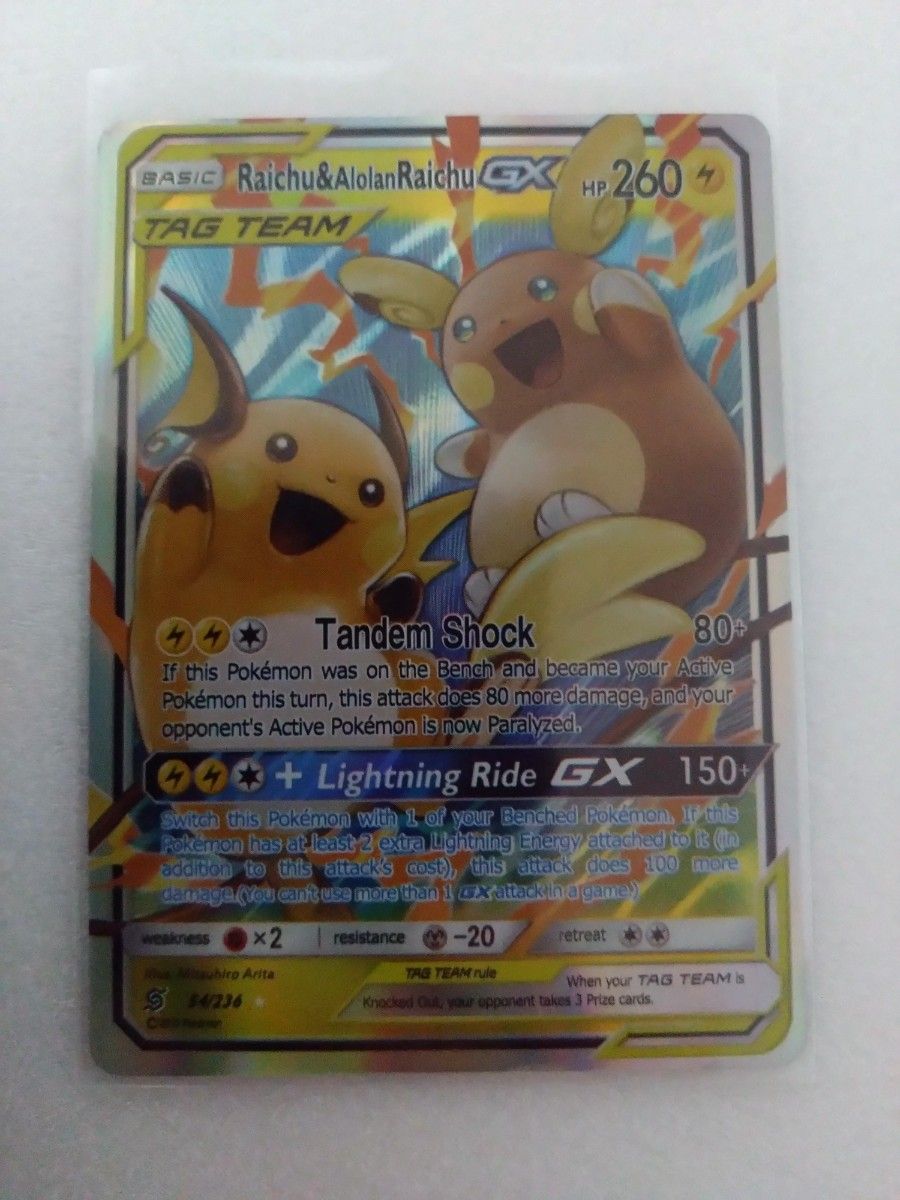 BASIC Raichu&AlolanRaichu GX HP 260
TAG TEAM
Tandem Shock 80+
If this Pokémon was on the Bench and became your Active
Pokémon this turn, this attack does 80 more damage, and your
opponent's Active Pokémon is now Paralyzed.
+ Lightning Ride GX 150+
Switch this Pokémon with 1 of your Benched Pokémon. If this
Pokémon has at least 2 extra Lightning Energy attached to it (in
addition to this attack's cost), this attack does 100 more
damage. (You can't use more than 1 GX attack in a game.)
weakness ×2 resistance -20 retreat
Illus. Mitsuhiro Arita
TAG TEAM rule When your TAG TEAM is
Knocked Out, your opponent takes 3 Prize cards.
54/236